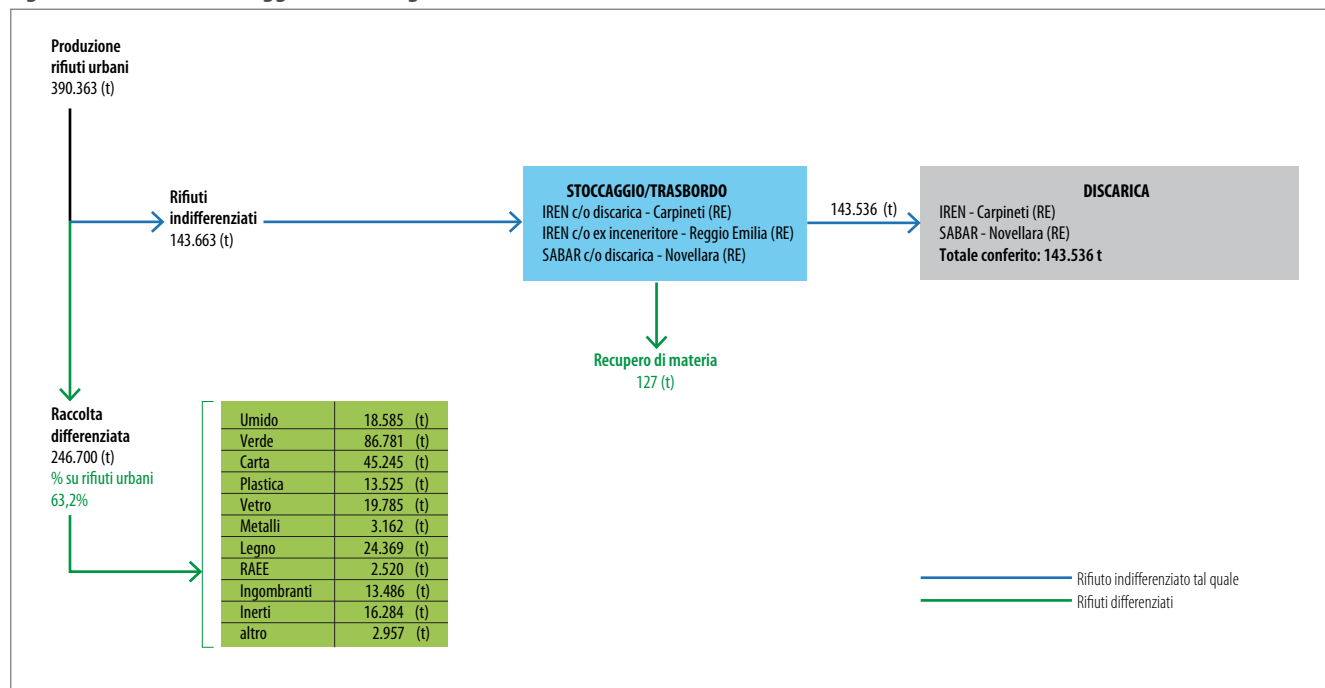 Produzione
rifiuti urbani
390.363 (t)
Rifiuti
indifferenziati
143.663 (t)
STOCCAGGIO/TRASBORDO
IREN c/o discarica - Carpineti (RE)
IREN c/o ex inceneritore - Reggio Emilia (RE)
SABAR c/o discarica - Novellara (RE)
143.536 (t)
DISCARICA
IREN - Carpineti (RE)
SABAR - Novellara (RE)
Totale conferito: 143.536 t
Recupero di materia
127 (t)
Raccolta
differenziata
246.700 (t)
% su rifiuti urbani
63,2%
Umido 18.585 (t)
Verde 86.781 (t)
Carta 45.245 (t)
Plastica 13.525 (t)
Vetro 19.785 (t)
Metalli 3.162 (t)
Legno 24.369 (t)
RAEE 2.520 (t)
Ingombranti 13.486 (t)
Inerti 16.284 (t)
altro 2.957 (t)
Rifiuto indifferenziato tal quale
Rifiuti differenziati